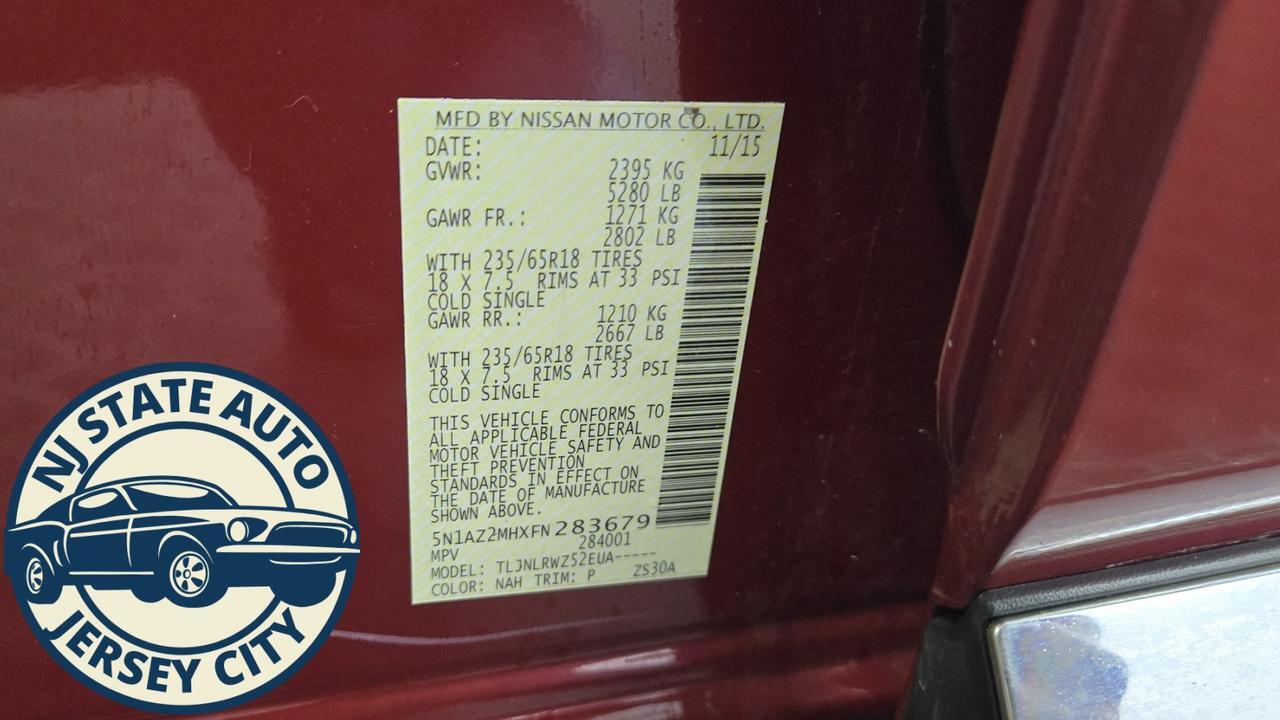 MFD BY NISSAN MOTOR CO., LTD.
DATE: 11/15
GVWR: 2395 KG
5280 LB
GAWR FR.: 1271 KG
2802 LB
WITH 235/65R18 TIRES
18 X 7.5 RIMS AT 33 PSI
COLD SINGLE
GAWR RR.: 1210 KG
2667 LB
WITH 235/65R18 TIRES
18 X 7.5 RIMS AT 33 PSI
COLD SINGLE
THIS VEHICLE CONFORMS TO
ALL APPLICABLE FEDERAL
MOTOR VEHICLE SAFETY AND
THEFT PREVENTION
STANDARDS IN EFFECT ON
THE DATE OF MANUFACTURE
SHOWN ABOVE.
5N1AZ2MHXFN283679
MPV 284001
MODEL: TLJNLRWZ52EUA-----
COLOR: NAH TRIM: P ZS30A
NJ STATE AUTO
JERSEY CITY